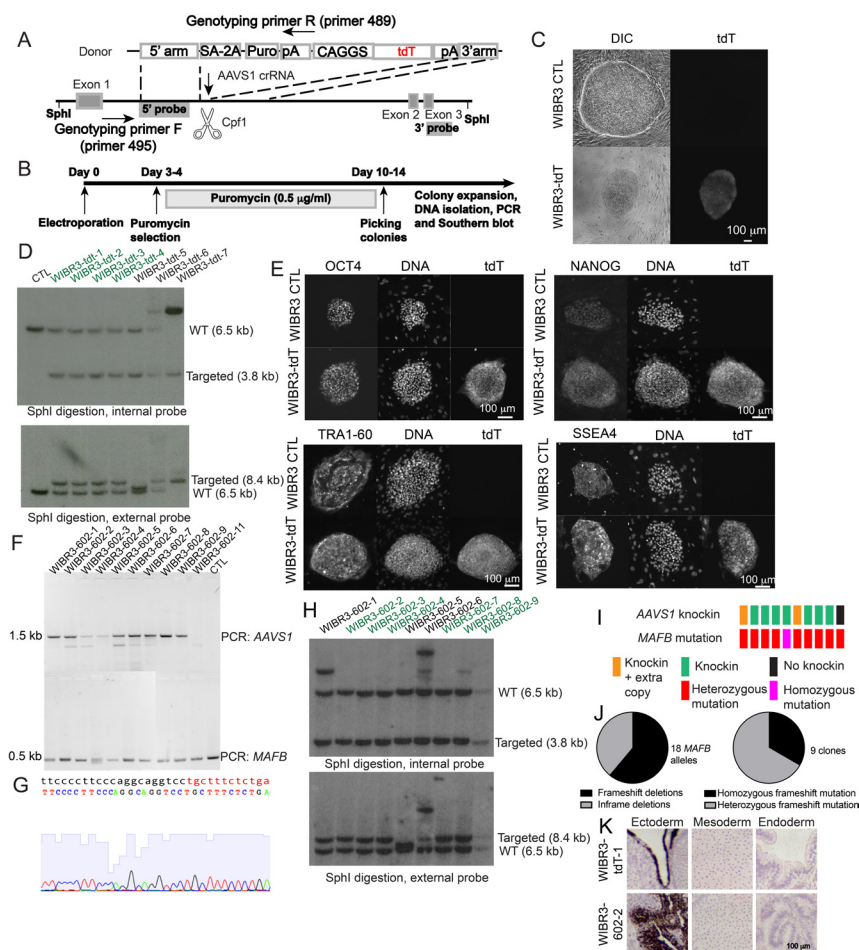 A
Genotyping primer R (primer 489)
Donor
5' arm
SA-2A
Puro
pA
CAGGS
tdT
pA
3'arm
AAVS1 crRNA
Exon 1
SphI
5' probe
Cpf1
Exon 2
Exon 3
3' probe
SphI
Genotyping primer F
(primer 495)
B
Day 0
Day 3-4
Day 10-14
Puromycin (0.5 µg/ml)
Electroporation
Puromycin
selection
Picking
colonies
Colony expansion,
DNA isolation, PCR
and Southern blot
C
DIC
tdT
WIBR3 CTL
WIBR3-tdT
100 µm
D
CTL
WIBR3-tdt-1
WIBR3-tdt-2
WIBR3-tdt-3
WIBR3-tdt-4
WIBR3-tdt-5
WIBR3-tdt-6
WIBR3-tdt-7
WT (6.5 kb)
Targeted (3.8 kb)
SphI digestion, internal probe
Targeted (8.4 kb)
WT (6.5 kb)
SphI digestion, external probe
E
OCT4
DNA
tdT
WIBR3 CTL
WIBR3-tdT
100 µm
NANOG
DNA
tdT
WIBR3 CTL
WIBR3-tdT
100 µm
TRA1-60
DNA
tdT
WIBR3 CTL
WIBR3-tdT
100 µm
SSEA4
DNA
tdT
WIBR3 CTL
WIBR3-tdT
100 µm
F
WIBR3-602-1
WIBR3-602-2
WIBR3-602-3
WIBR3-602-4
WIBR3-602-5
WIBR3-602-6
WIBR3-602-7
WIBR3-602-8
WIBR3-602-9
WIBR3-602-11
CTL
1.5 kb
PCR: AAVS1
0.5 kb
PCR: MAFB
G
ttcccccttcccaggcaggtcctgctttctctga
TTCCCCTTCCCAGGCAGGTCCTGCTTTCTCTGA
H
WIBR3-602-1
WIBR3-602-2
WIBR3-602-3
WIBR3-602-4
WIBR3-602-5
WIBR3-602-6
WIBR3-602-7
WIBR3-602-8
WIBR3-602-9
WT (6.5 kb)
Targeted (3.8 kb)
SphI digestion, internal probe
Targeted (8.4 kb)
WT (6.5 kb)
SphI digestion, external probe
I
AAVS1 knockin
MAFB mutation
Knockin
+ extra
copy
Knockin
No knockin
Heterozygous
mutation
Homozygous
mutation
J
18 MAFB
alleles
9 clones
Frameshift deletions
Inframe deletions
Homozygous frameshift mutation
Heterozygous frameshift mutation
K
Ectoderm
Mesoderm
Endoderm
WIBR3-
tdT-1
WIBR3-
602-2
100 µm